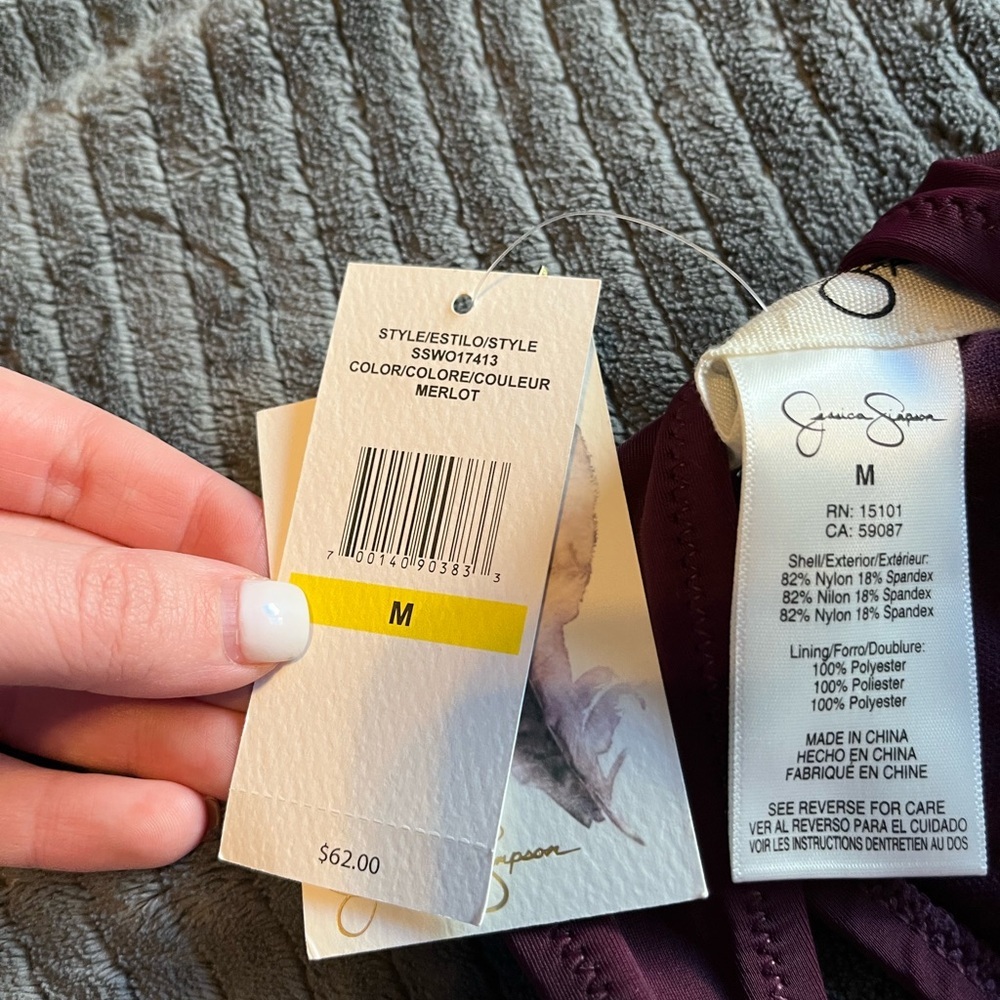 STYLE/ESTILO/STYLE
SSWO17413
COLOR/COLORE/COULEUR
MERLOT
7 00140 90383 3
M
$62.00
Simpson
Jessica Simpson
M
RN: 15101
CA: 59087
Shell/Exterior/Extérieur:
82% Nylon 18% Spandex
82% Nilon 18% Spandex
82% Nylon 18% Spandex
Lining/Forro/Doublure:
100% Polyester
100% Poliester
100% Polyester
MADE IN CHINA
HECHO EN CHINA
FABRIQUÉ EN CHINE
SEE REVERSE FOR CARE
VER AL REVERSO PARA EL CUIDADO
VOIR LES INSTRUCTIONS DENTRETIEN AU DOS